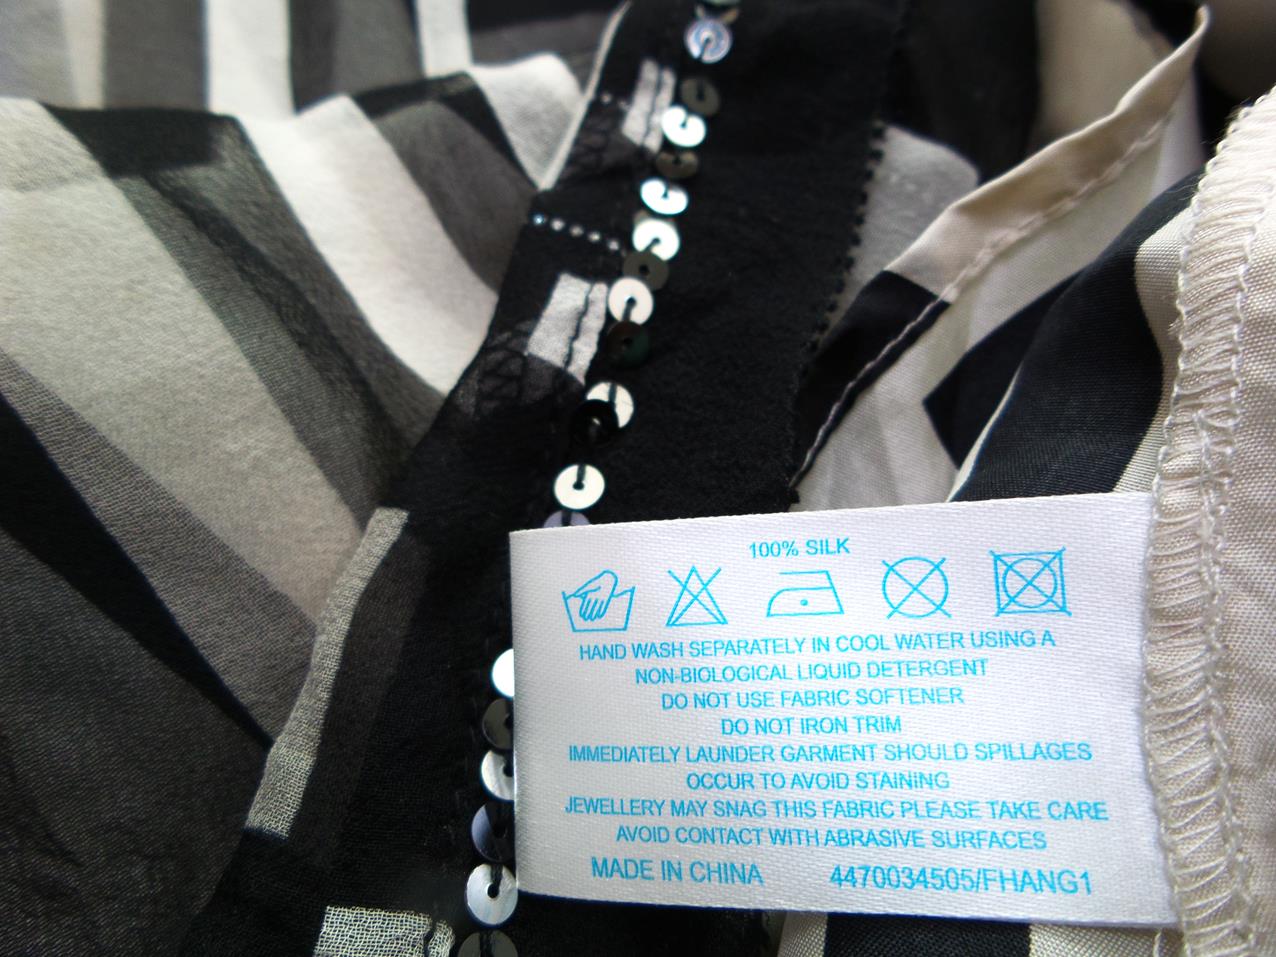 100% SILK
HAND WASH SEPARATELY IN COOL WATER USING A
NON-BIOLOGICAL LIQUID DETERGENT
DO NOT USE FABRIC SOFTENER
DO NOT IRON TRIM
IMMEDIATELY LAUNDER GARMENT SHOULD SPILLAGES
OCCUR TO AVOID STAINING
JEWELLERY MAY SNAG THIS FABRIC PLEASE TAKE CARE
AVOID CONTACT WITH ABRASIVE SURFACES
MADE IN CHINA 4470034505/FHANG1